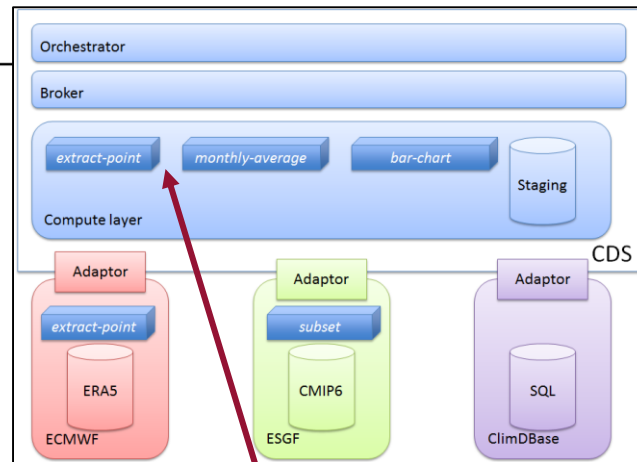 Orchestrator
Broker
extract-point
monthly-average
bar-chart
Staging
Compute layer
CDS
Adaptor
Adaptor
Adaptor
extract-point
subset
ERA5
CMIP6
SQL
ECMWF
ESGF
ClimDBase